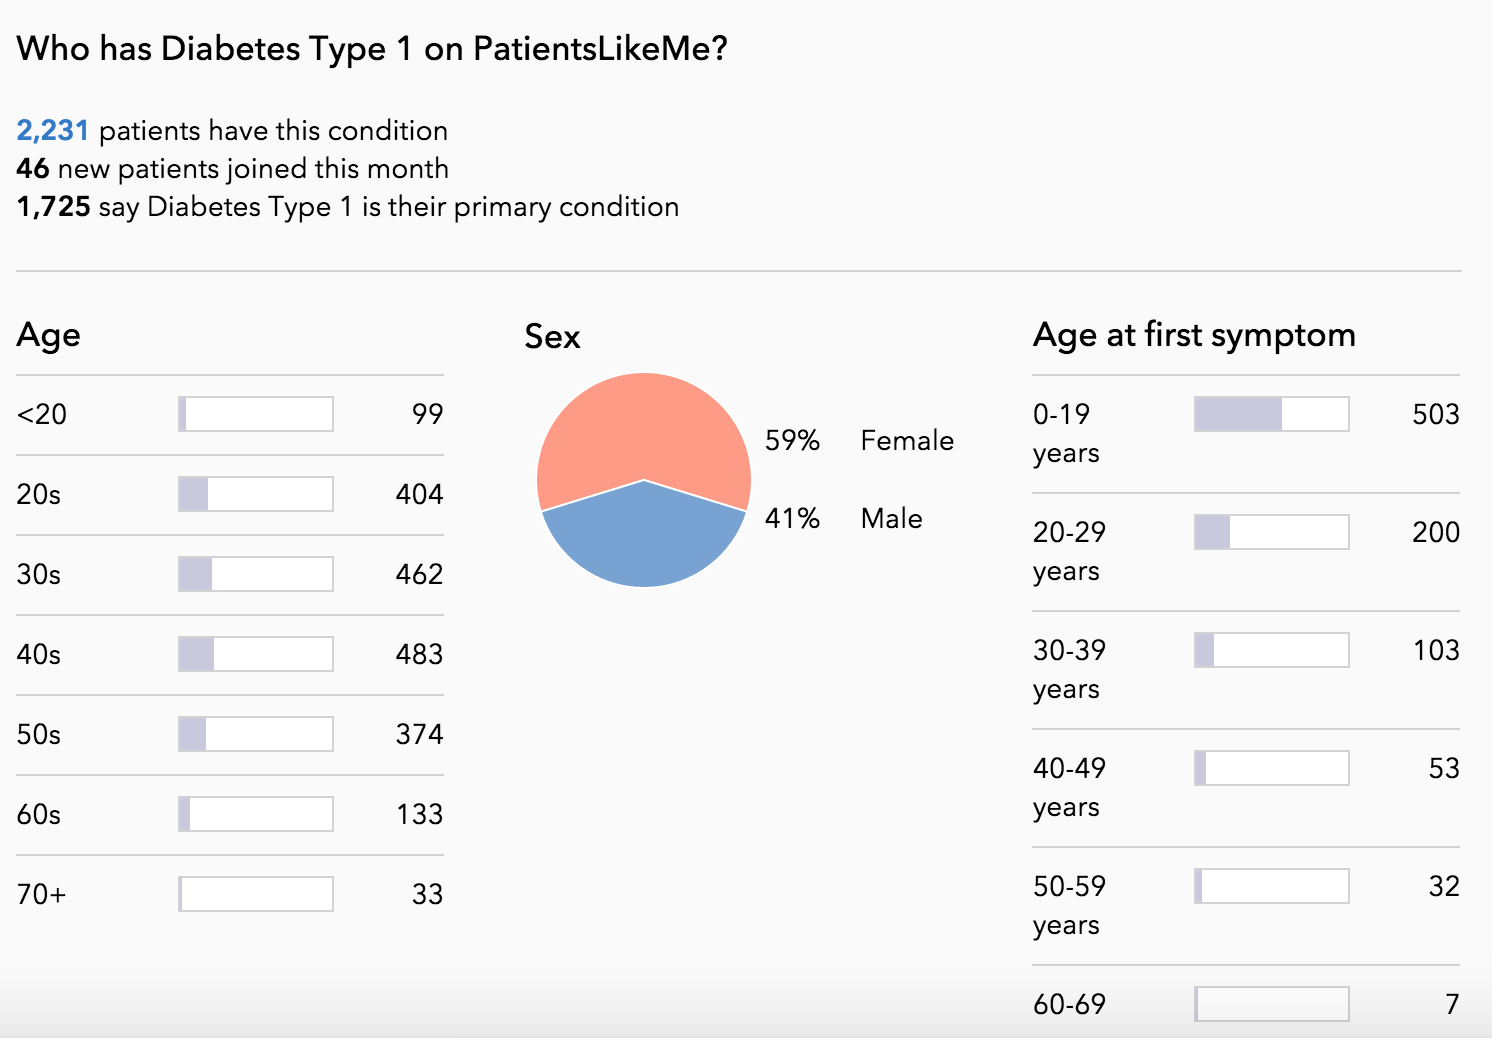 Who has Diabetes Type 1 on PatientsLikeMe?
2,231 patients have this condition
46 new patients joined this month
1,725 say Diabetes Type 1 is their primary condition
Age
<20 99
20s 404
30s 462
40s 483
50s 374
60s 133
70+ 33
Sex
59% Female
41% Male
Age at first symptom
0-19 503
years
20-29 200
years
30-39 103
years
40-49 53
years
50-59 32
years
60-69 7